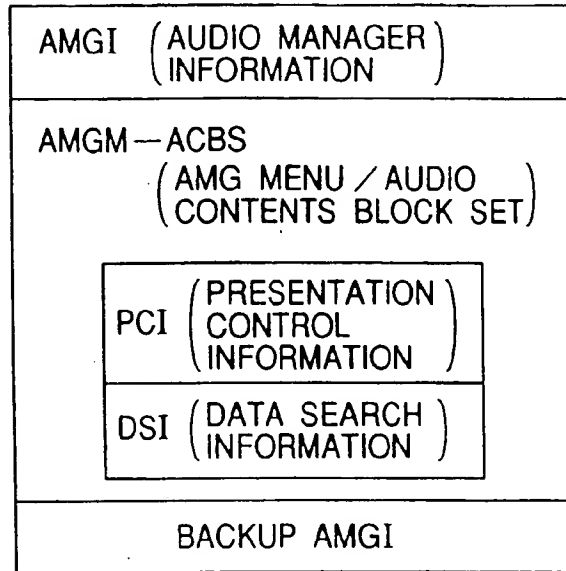 AMGI (AUDIO MANAGER
INFORMATION)
AMGM—ACBS
(AMG MENU / AUDIO
CONTENTS BLOCK SET)
PCI (PRESENTATION
CONTROL
INFORMATION)
DSI (DATA SEARCH
INFORMATION)
BACKUP AMGI